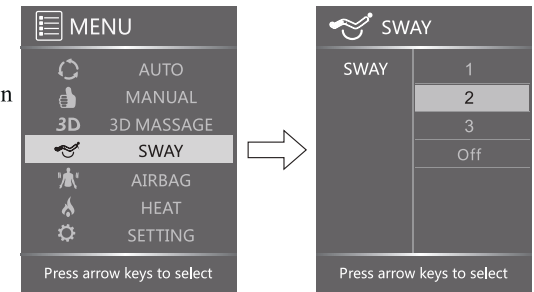 MENU
AUTO
n
MANUAL
3D 3D MASSAGE
SWAY
AIRBAG
HEAT
SETTING
Press arrow keys to select
SWAY
SWAY 1
2
3
Off
Press arrow keys to select